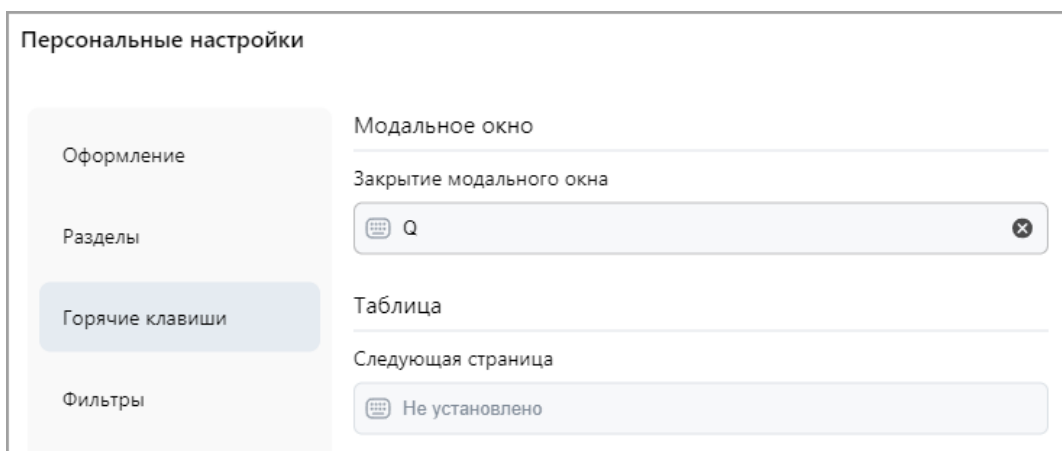 Персональные настройки
Оформление
Разделы
Горячие клавиши
Фильтры
Модальное окно
Закрытие модального окна
Q
Таблица
Следующая страница
Не установлено